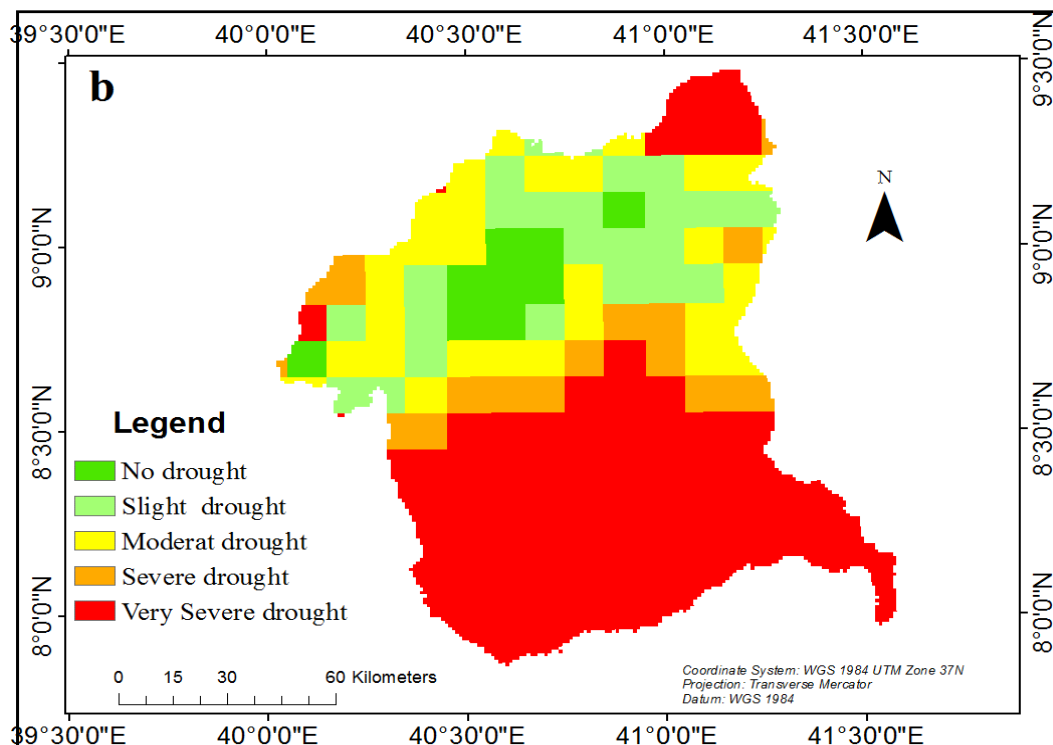 39°30'0"E 40°0'0"E 40°30'0"E 41°0'0"E 41°30'0"E
b
N
9°30'0"N
9°0'0"N 9°0'0"N
8°30'0"N 8°30'0"N
8°0'0"N 8°0'0"N
Legend
No drought
Slight drought
Moderat drought
Severe drought
Very Severe drought
0 15 30 60 Kilometers
Coordinate System: WGS 1984 UTM Zone 37N
Projection: Transverse Mercator
Datum: WGS 1984
39°30'0"E 40°0'0"E 40°30'0"E 41°0'0"E 41°30'0"E